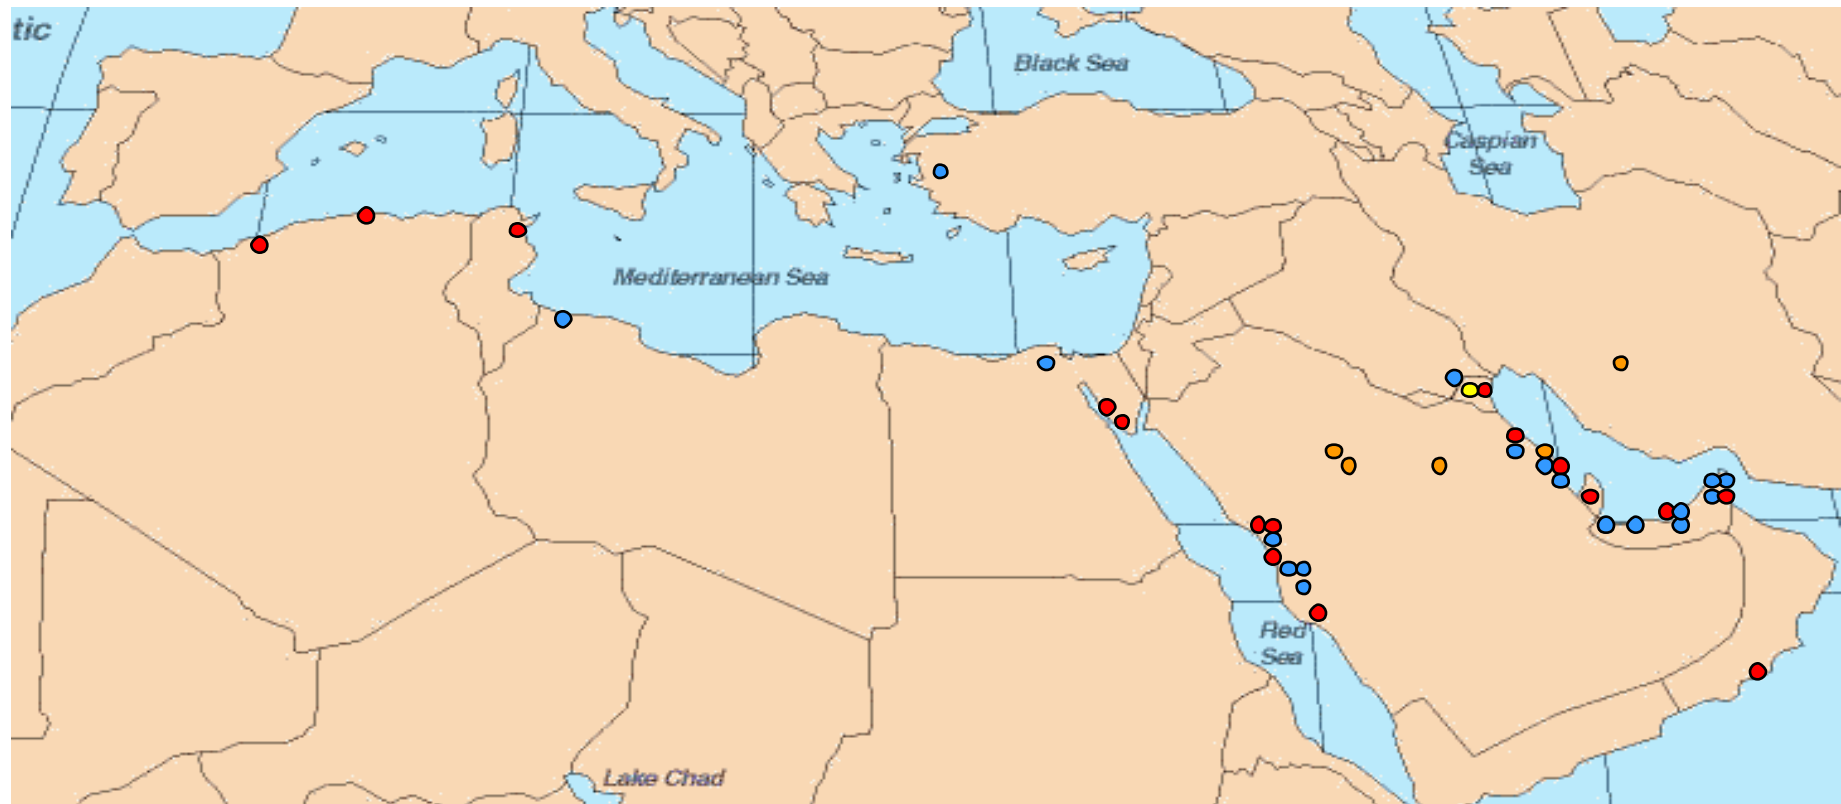 tic
Black Sea
Caspian
Sea
Mediterranean Sea
Red
Sea
Lake Chad